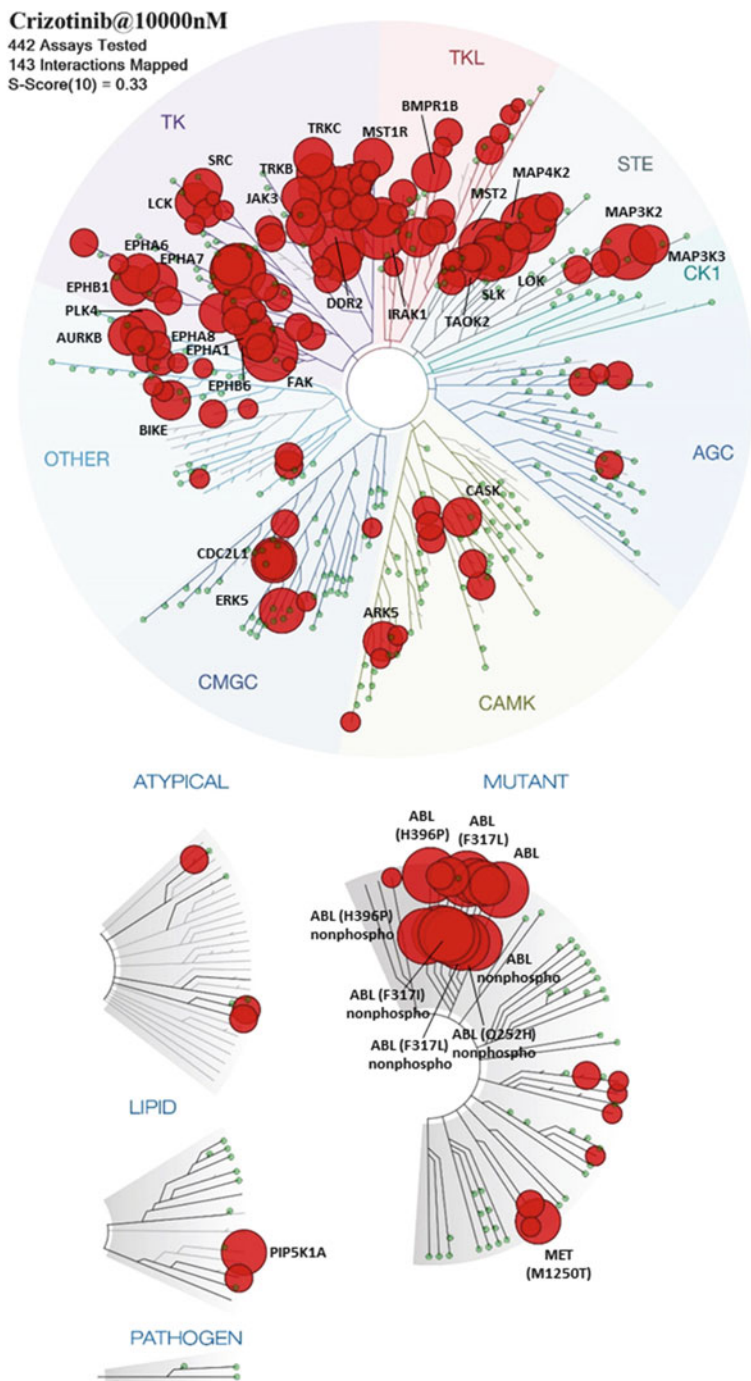 Crizotinib@10000nM
442 Assays Tested
143 Interactions Mapped
S-Score(10) = 0.33
TKL
BMPR1B
TK
TRKC
MST1R
STE
SRC
TRKB
MAP4K2
LCK
JAK3
MST2
MAP3K2
EPHA6
EPHA7
MAP3K3
CK1
EPHB1
DDR2
IRAK1
SLK
LOK
PLK4
TAOK2
AURKB
EPHA8
EPHA1
EPHB6
FAK
BIKE
OTHER
AGC
CASK
CDC2L1
ERK5
ARK5
CMGC
CAMK
ATYPICAL
MUTANT
ABL
(H396P)
ABL
(F317L)
ABL
ABL (H396P)
nonphospho
ABL
nonphospho
ABL (F317I)
nonphospho
ABL (Q252H)
nonphospho
ABL (F317L)
nonphospho
LIPID
PIP5K1A
MET
(M1250T)
PATHOGEN